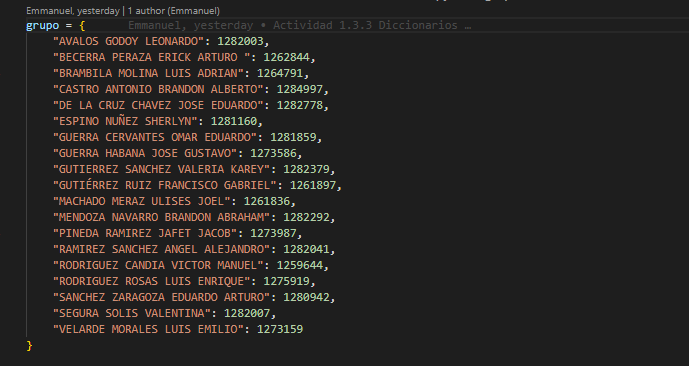 Emmanuel, yesterday | 1 author (Emmanuel)
grupo = {     Emmanuel, yesterday • Actividad 1.3.3 Diccionarios …
    "AVALOS GODOY LEONARDO": 1282003,
    "BECERRA PERAZA ERICK ARTURO ": 1262844,
    "BRAMBILA MOLINA LUIS ADRIAN": 1264791,
    "CASTRO ANTONIO BRANDON ALBERTO": 1284997,
    "DE LA CRUZ CHAVEZ JOSE EDUARDO": 1282778,
    "ESPINO NUÑEZ SHERLYN": 1281160,
    "GUERRA CERVANTES OMAR EDUARDO": 1281859,
    "GUERRA HABANA JOSE GUSTAVO": 1273586,
    "GUTIERREZ SANCHEZ VALERIA KAREY": 1282379,
    "GUTIÉRREZ RUIZ FRANCISCO GABRIEL": 1261897,
    "MACHADO MERAZ ULISES JOEL": 1261836,
    "MENDOZA NAVARRO BRANDON ABRAHAM": 1282292,
    "PINEDA RAMIREZ JAFET JACOB": 1273987,
    "RAMIREZ SANCHEZ ANGEL ALEJANDRO": 1282041,
    "RODRIGUEZ CANDIA VICTOR MANUEL": 1259644,
    "RODRIGUEZ ROSAS LUIS ENRIQUE": 1275919,
    "SANCHEZ ZARAGOZA EDUARDO ARTURO": 1280942,
    "SEGURA SOLIS VALENTINA": 1282007,
    "VELARDE MORALES LUIS EMILIO": 1273159
}